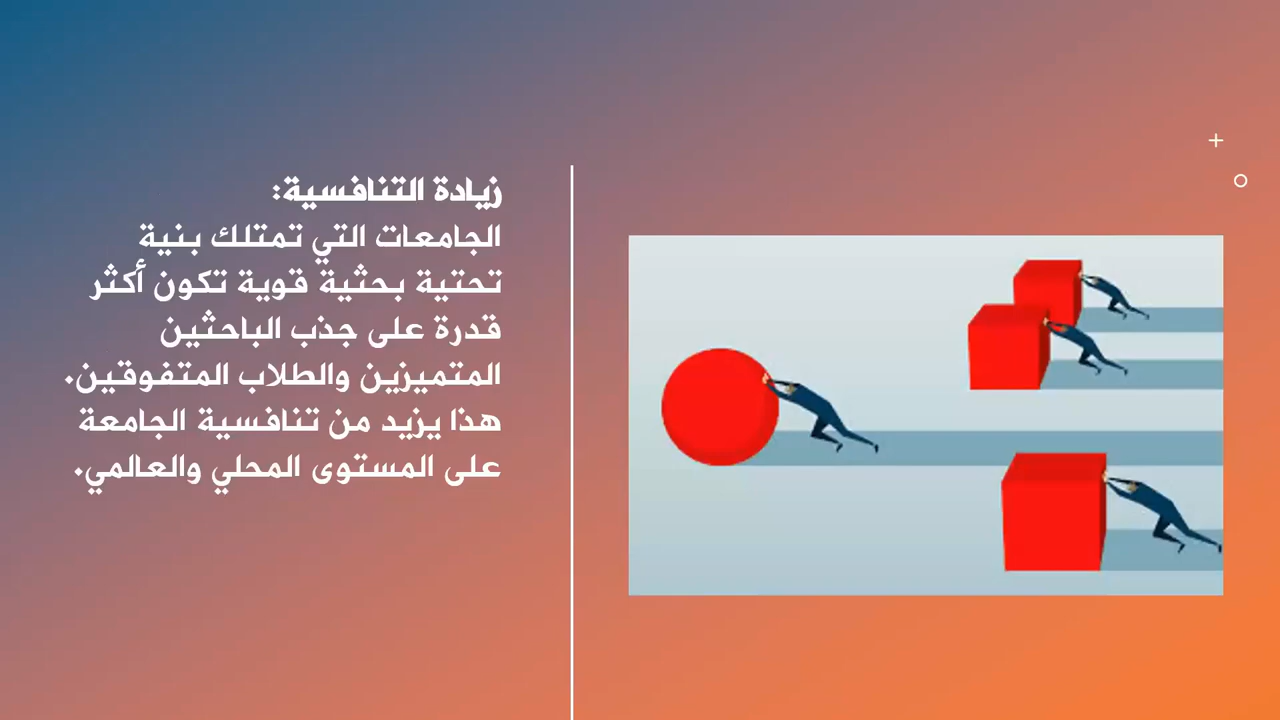 زيادة التنافسية:
الجامعات التي تمتلك بنية
تحتية بحثية قوية تكون أكثر
قدرة على جذب الباحثين
المتميزين والطلاب المتفوقين.
هذا يزيد من تنافسية الجامعة
على المستوى المحلي والعالمي.